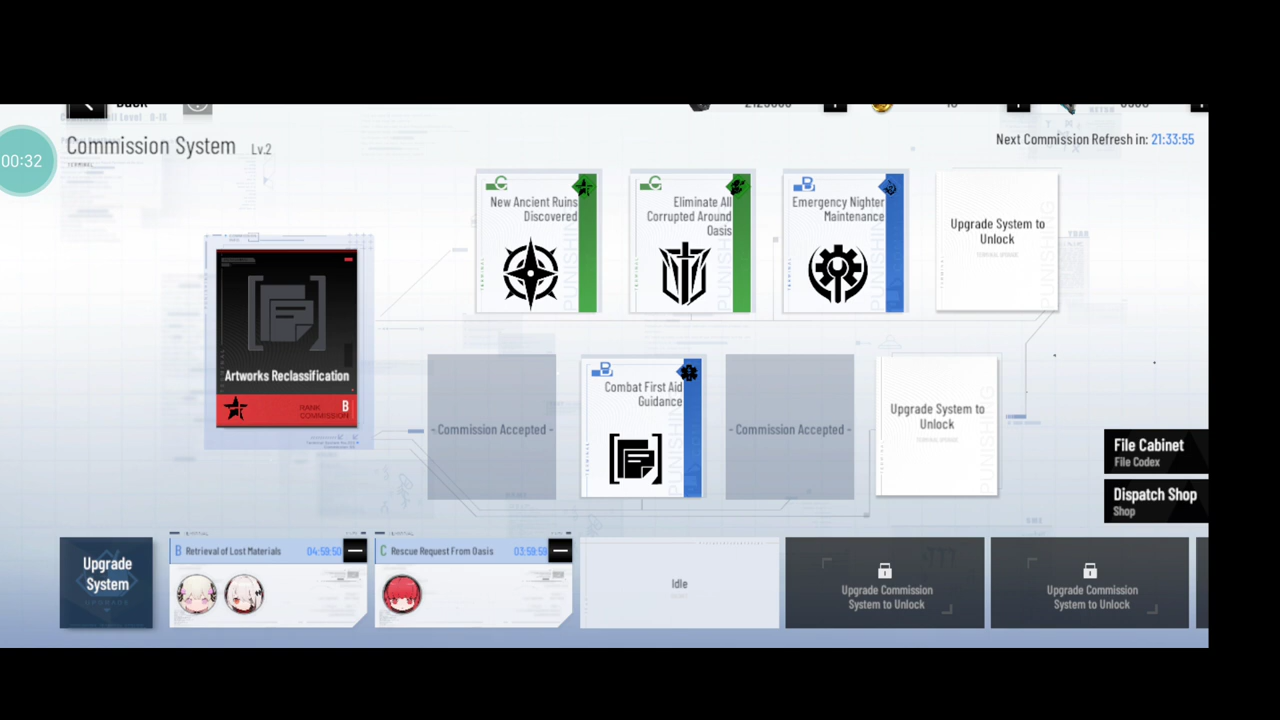 Back
00:32
Commission System Lv.2
Next Commission Refresh in: 21:33:55
C
New Ancient Ruins
Discovered
C
Eliminate All
Corrupted Around
Oasis
B
Emergency Nighter
Maintenance
Upgrade System to
Unlock
Artworks Reclassification
RANK B
COMMISSION
- Commission Accepted -
B
Combat First Aid
Guidance
- Commission Accepted -
Upgrade System to
Unlock
File Cabinet
File Codex
Dispatch Shop
Shop
Upgrade
System
B Retrieval of Lost Materials 04:59:50
C Rescue Request From Oasis 03:59:59
Idle
Upgrade Commission
System to Unlock
Upgrade Commission
System to Unlock